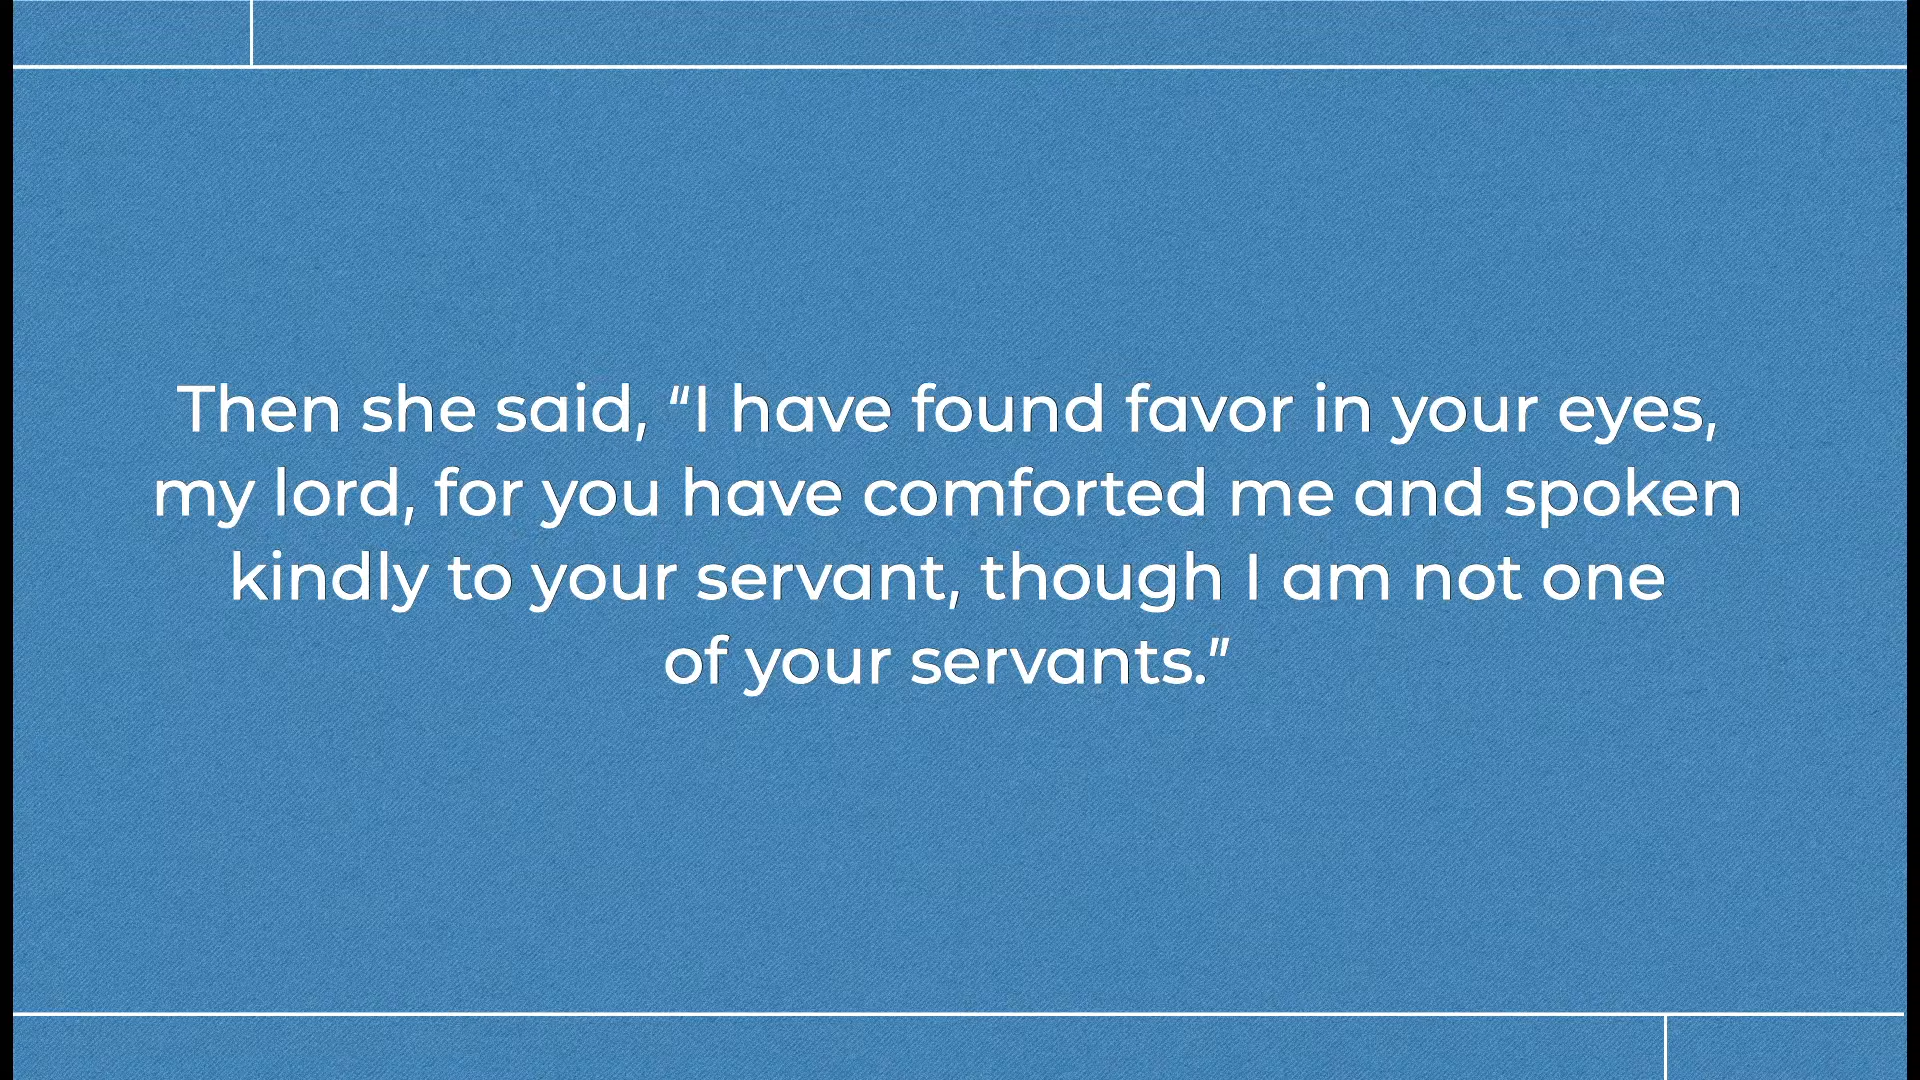 Then she said, “I have found favor in your eyes,
my lord, for you have comforted me and spoken
kindly to your servant, though I am not one
of your servants.”